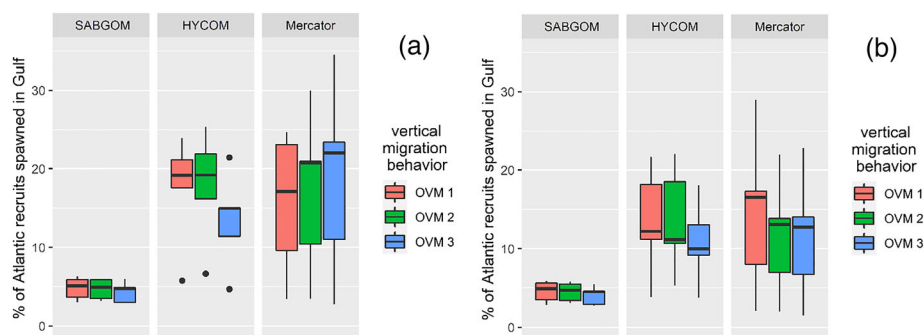 SABGOM HYCOM Mercator
(a)
% of Atlantic recruits spawned in Gulf
30
20
10
0
vertical
migration
behavior
OVM 1
OVM 2
OVM 3
SABGOM HYCOM Mercator
(b)
% of Atlantic recruits spawned in Gulf
30
20
10
0
vertical
migration
behavior
OVM 1
OVM 2
OVM 3